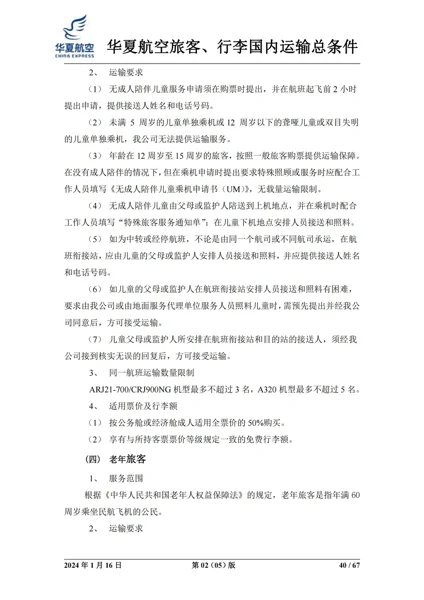 华夏航空
CHINA EXPRESS
华夏航空旅客、行李国内运输总条件
2、 运输要求
（1） 无成人陪伴儿童服务申请须在购票时提出，并在航班起飞前 2 小时
提出申请，提供接送人姓名和电话号码。
（2） 未满 5 周岁的儿童单独乘机或 12 周岁以下的聋哑儿童或双目失明
的儿童单独乘机，我公司无法提供运输服务。
（3） 年龄在 12 周岁至 15 周岁的旅客，按照一般旅客购票提供运输保障。
在没有成人陪伴的情况下，但在乘机申请时提出要求特殊照顾或服务时应配合工
作人员填写《无成人陪伴儿童乘机申请书（UM）》，无载量运输限制。
（4） 无成人陪伴儿童由父母或监护人陪送到上机地点，并在乘机时配合
工作人员填写“特殊旅客服务通知单”；在儿童下机地点安排人员接送和照料。
（5） 如为中转或经停航班，不论是由同一个航司或不同航司承运，在航
班衔接站，应由儿童的父母或监护人安排人员接送和照料，并应提供接送人姓名
和电话号码。
（6） 如儿童的父母或监护人在航班衔接站安排人员接送和照料有困难，
要求由我公司或由地面服务代理单位服务人员照料儿童时，需预先提出并经我公
司同意后，方可接受运输。
（7） 儿童父母或监护人所安排在航班衔接站和目的站的接送人，须经我
公司接到核实无误的回复后，方可接受运输。
3、 同一航班运输数量限制
ARJ21-700/CRJ900NG 机型最多不超过 3 名，A320 机型最多不超过 5 名。
4、 适用票价及行李额
（1） 按公务舱或经济舱成人适用全票价的 50%购买。
（2） 享有与所持客票票价等级规定一致的免费行李额。
(四) 老年旅客
1、 服务范围
根据《中华人民共和国老年人权益保障法》的规定，老年旅客是指年满 60
周岁乘坐民航飞机的公民。
2、 运输要求
2024 年 1 月 16 日 第 02（05）版 40 / 67